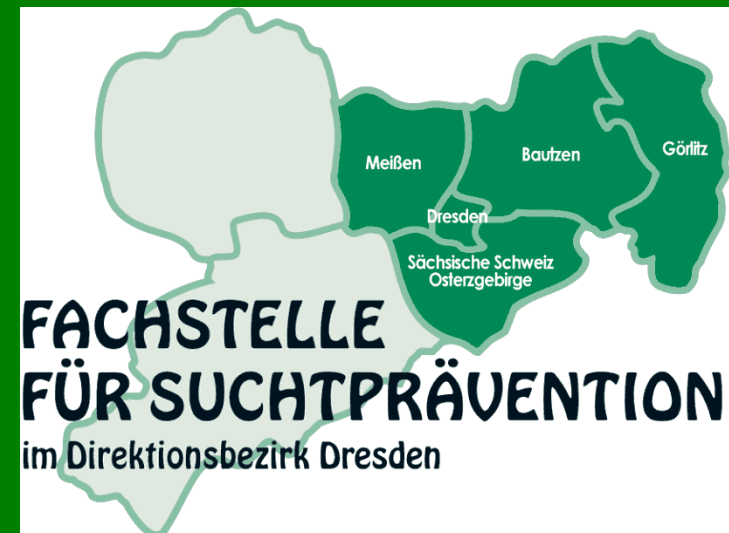 Meißen
Bautzen
Görlitz
Dresden
Sächsische Schweiz
Osterzgebirge
FACHSTELLE
FÜR SUCHTPRÄVENTION
im Direktionsbezirk Dresden